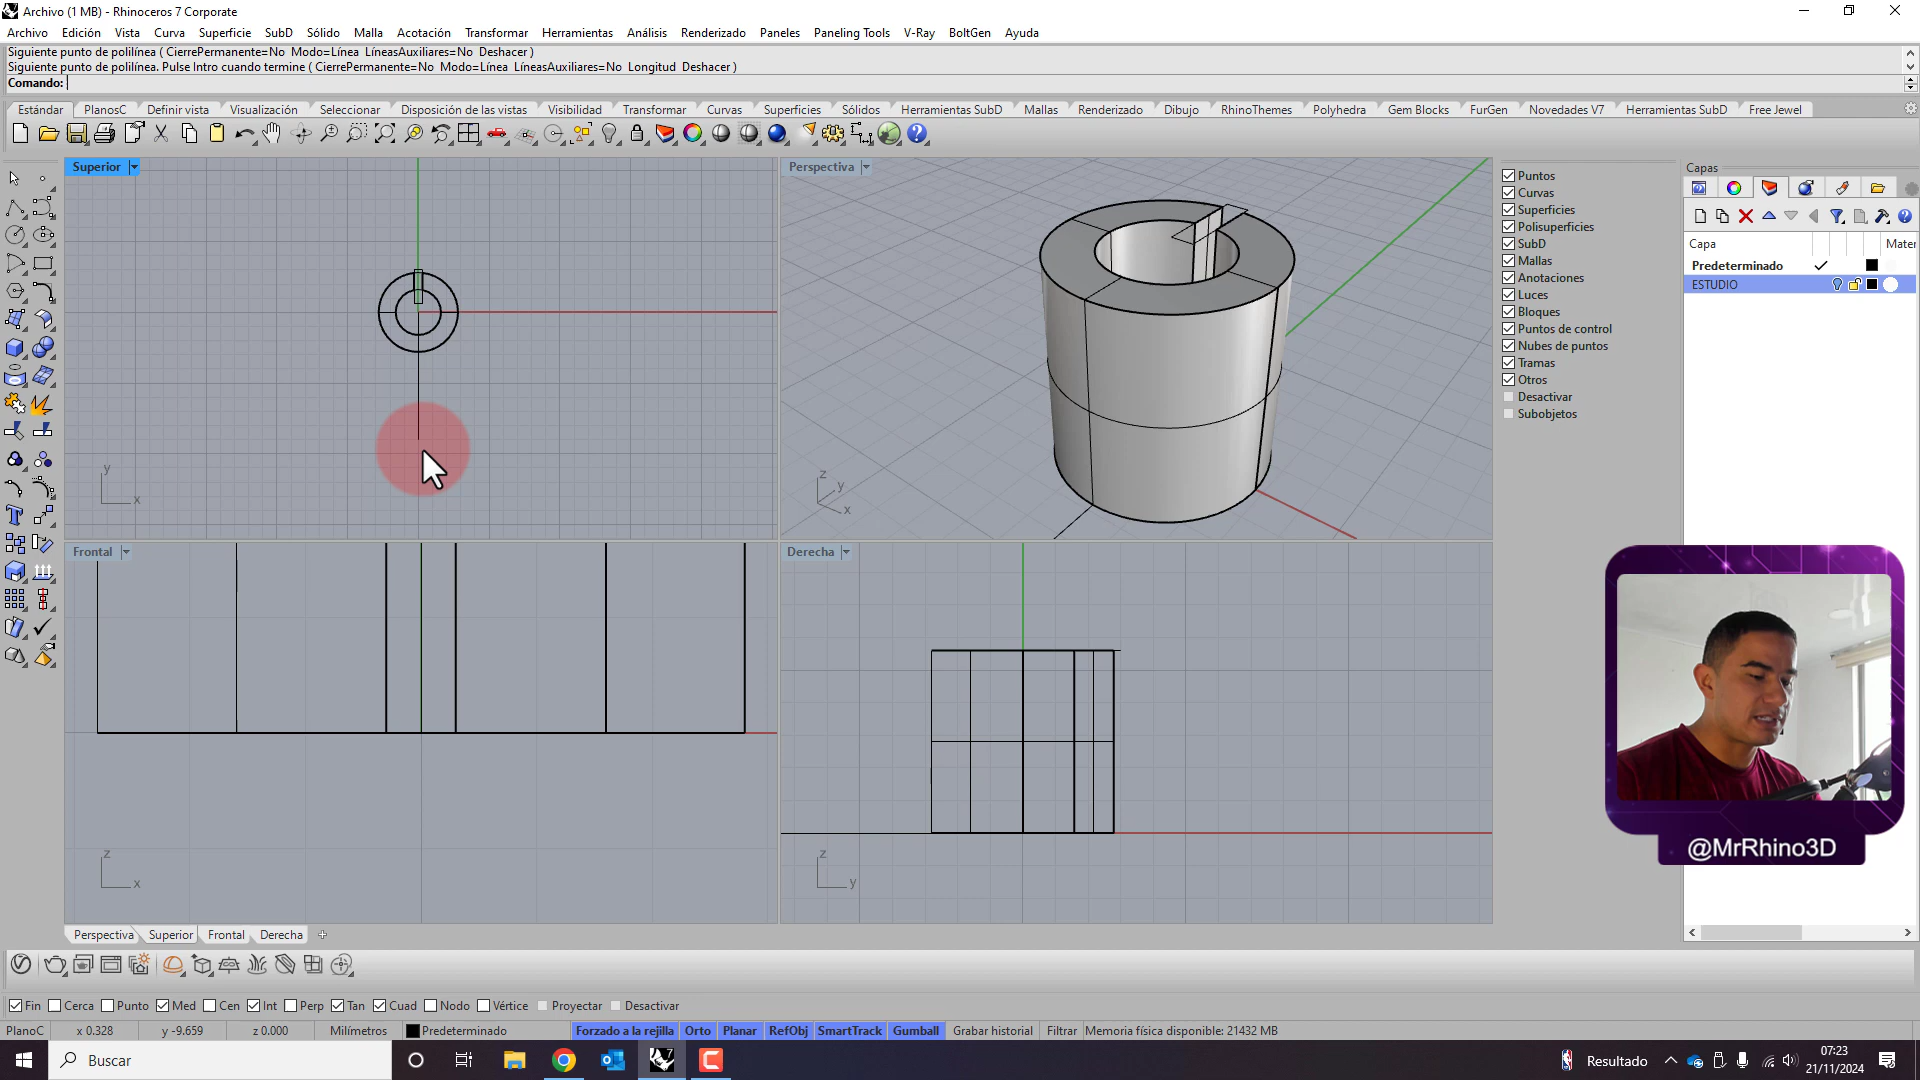 Archivo (1 MB) - Rhinoceros 7 Corporate
Archivo Edición Vista Curva Superficie SubD Sólido Malla Acotación Transformar Herramientas Análisis Renderizado Paneles Paneling Tools V-Ray BoltGen Ayuda
Siguiente punto de polilínea ( CierrePermanente=No Modo=Línea LíneasAuxiliares=No Deshacer )
Siguiente punto de polilínea. Pulse Intro cuando termine ( CierrePermanente=No Modo=Línea LíneasAuxiliares=No Longitud Deshacer )
Comando:
Estándar PlanosC Definir vista Visualización Seleccionar Disposición de las vistas Visibilidad Transformar Curvas Superficies Sólidos Herramientas SubD Mallas Renderizado Dibujo RhinoThemes Polyhedra Gem Blocks FurGen Novedades V7 Herramientas SubD Free Jewel
Superior
y
x
Perspectiva
z
y
x
Frontal
z
x
Derecha
z
y
Puntos
Curvas
Superficies
Polisuperficies
SubD
Mallas
Anotaciones
Luces
Bloques
Puntos de control
Nubes de puntos
Tramas
Otros
Desactivar
Subobjetos
Capas
Capa Mater
Predeterminado
ESTUDIO
@MrRhino3D
Perspectiva Superior Frontal Derecha
Fin Cerca Punto Med Cen Int Perp Tan Cuad Nodo Vértice Proyectar Desactivar
PlanoC x 0.328 y -9.659 z 0.000 Milímetros Predeterminado Forzado a la rejilla Orto Planar RefObj SmartTrack Gumball Grabar historial Filtrar Memoria física disponible: 21432 MB
Buscar
Resultado
07:23
21/11/2024